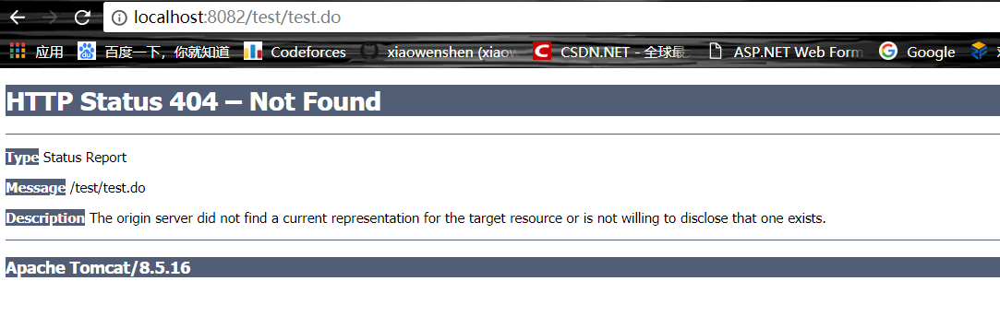 localhost:8082/test/test.do
应用 百度一下，你就知道 Codeforces xiaowenshen (xiaow CSDN.NET - 全球最 ASP.NET Web Form Google
HTTP Status 404 – Not Found
Type Status Report
Message /test/test.do
Description The origin server did not find a current representation for the target resource or is not willing to disclose that one exists.
Apache Tomcat/8.5.16